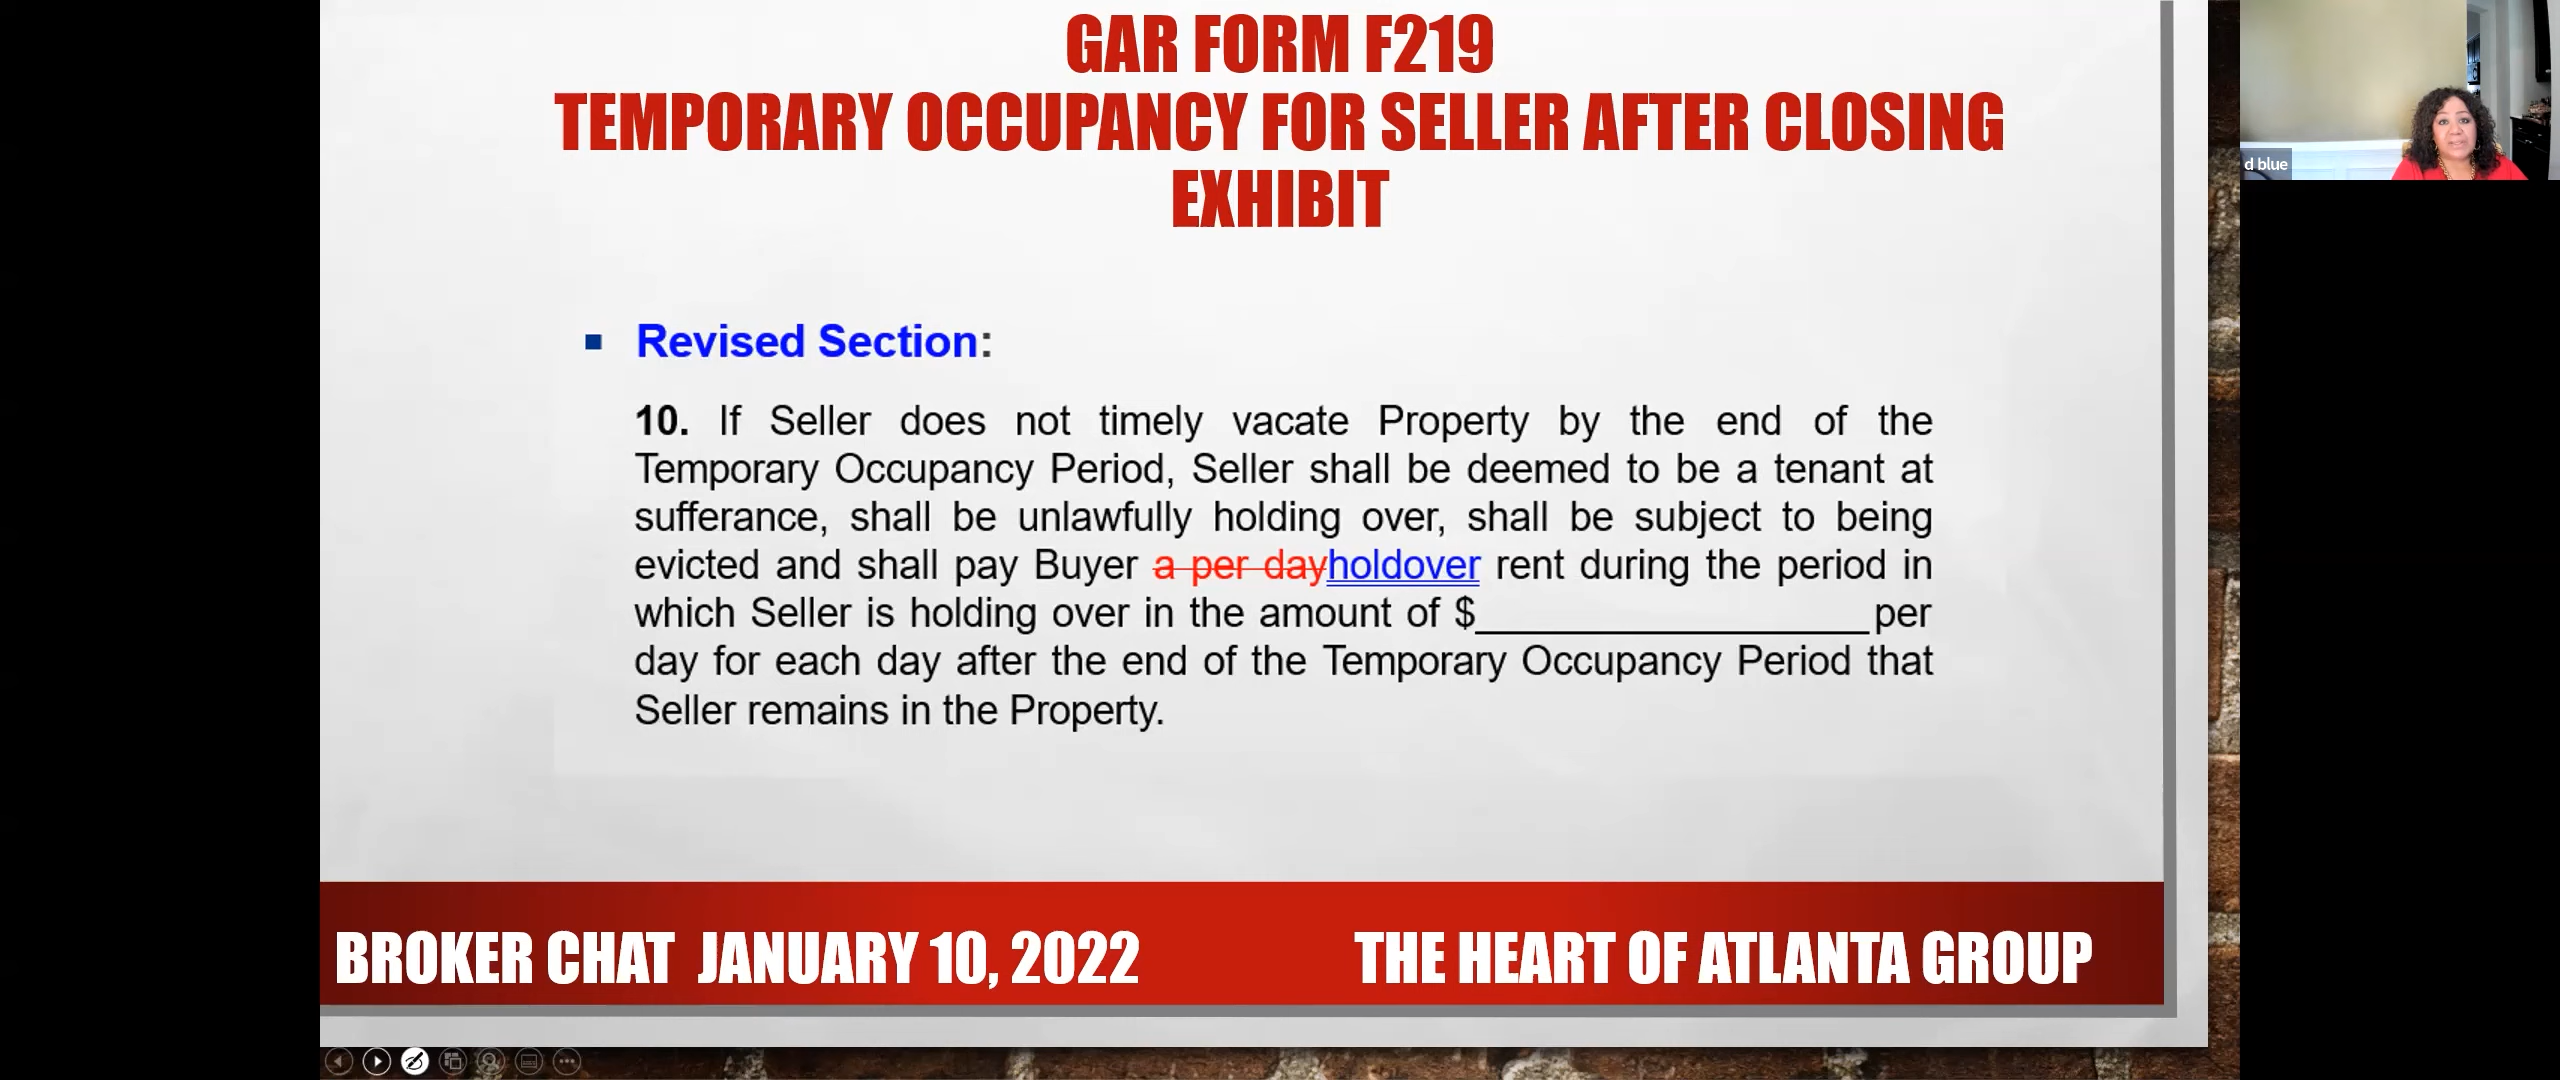 GAR FORM F219
TEMPORARY OCCUPANCY FOR SELLER AFTER CLOSING
EXHIBIT
d blue
▪ Revised Section:
10. If Seller does not timely vacate Property by the end of the
Temporary Occupancy Period, Seller shall be deemed to be a tenant at
sufferance, shall be unlawfully holding over, shall be subject to being
evicted and shall pay Buyer a per dayholdover rent during the period in
which Seller is holding over in the amount of $_________________ per
day for each day after the end of the Temporary Occupancy Period that
Seller remains in the Property.
BROKER CHAT JANUARY 10, 2022
THE HEART OF ATLANTA GROUP